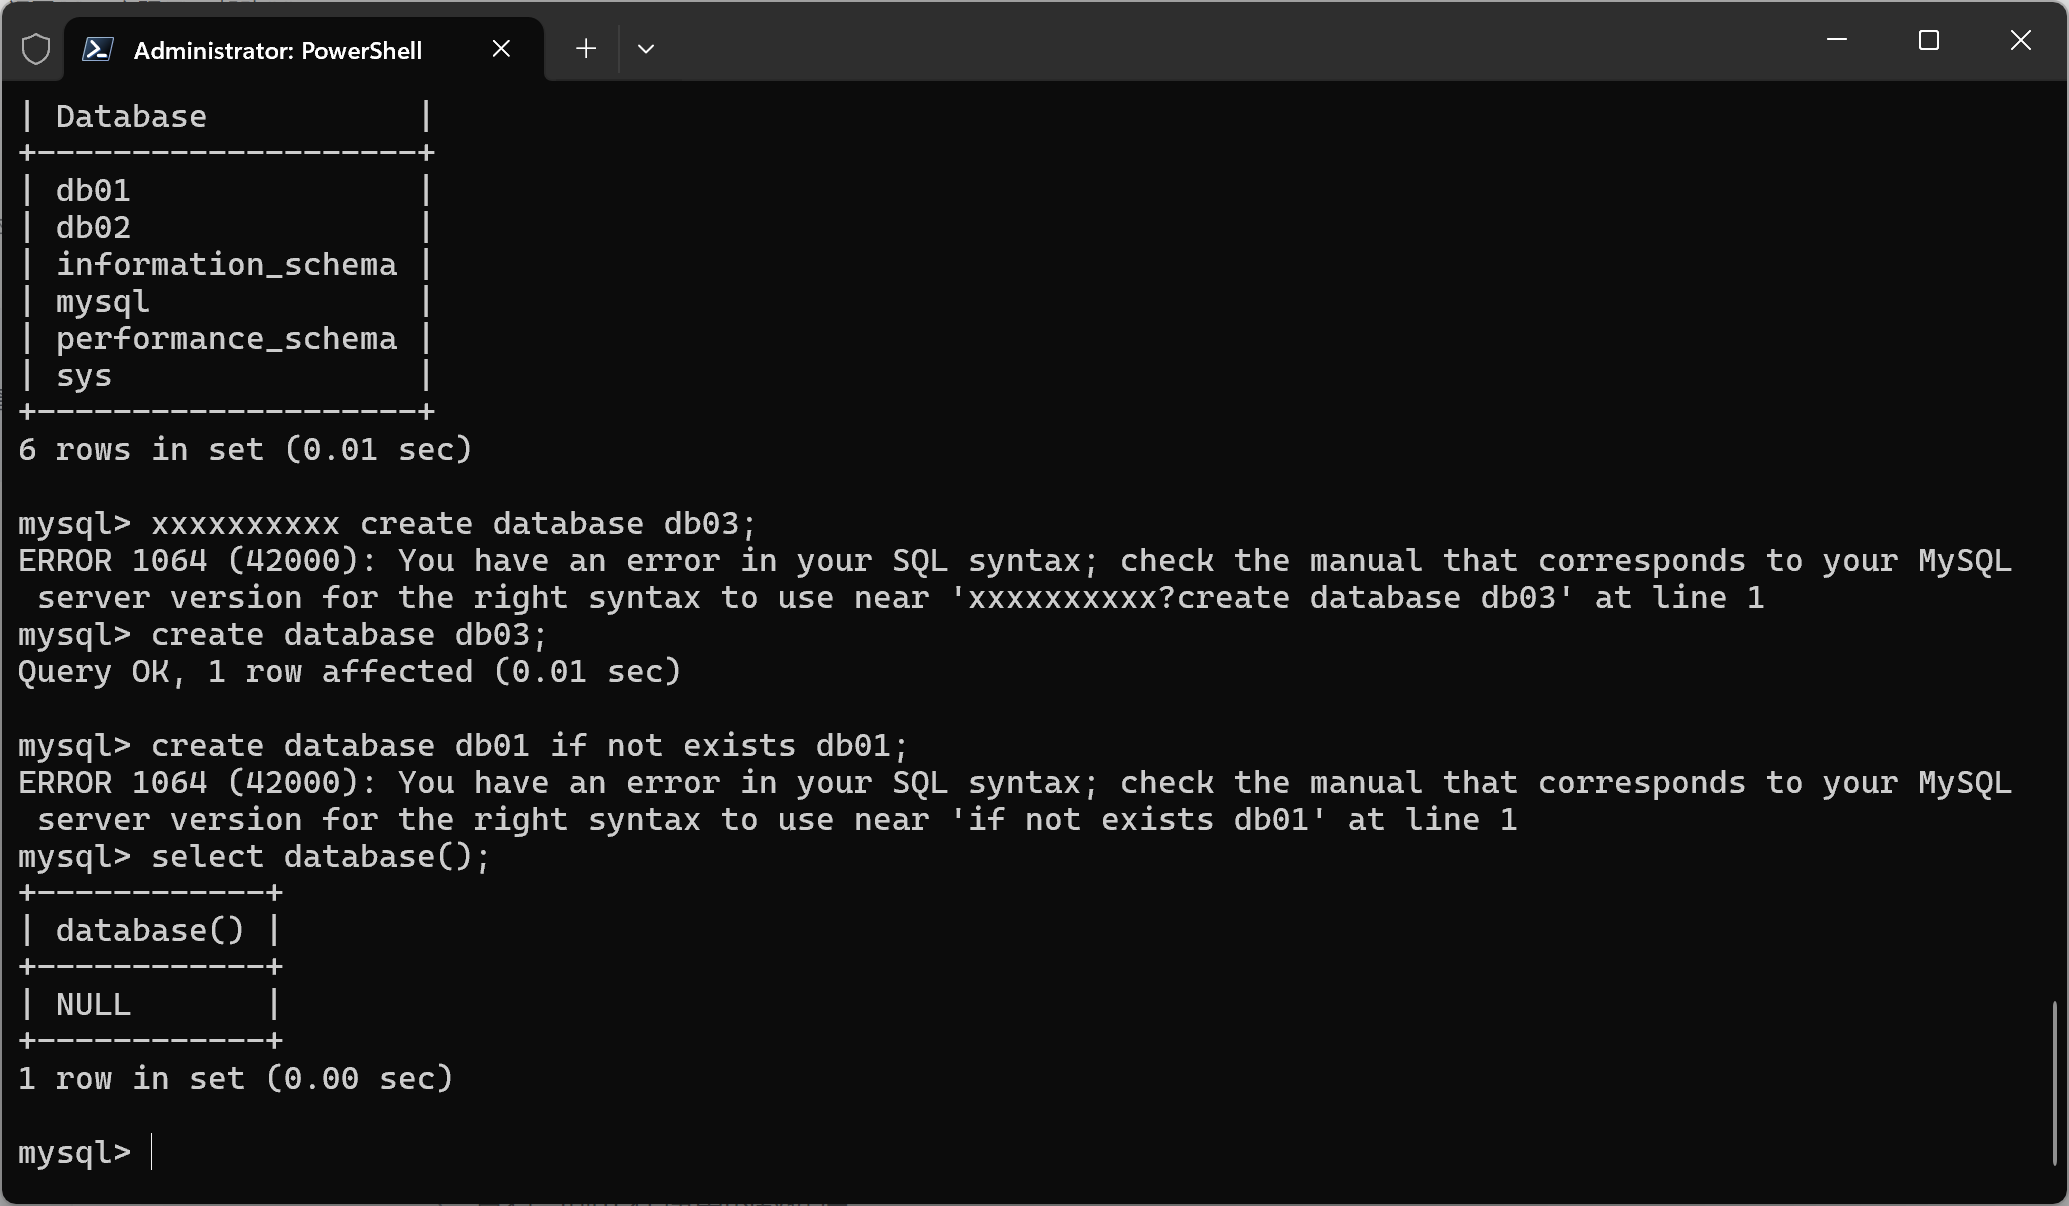 Administrator: PowerShell
| Database           |
+--------------------+
| db01               |
| db02               |
| information_schema |
| mysql              |
| performance_schema |
| sys                |
+--------------------+
6 rows in set (0.01 sec)
mysql> xxxxxxxxxx create database db03;
ERROR 1064 (42000): You have an error in your SQL syntax; check the manual that corresponds to your MySQL
 server version for the right syntax to use near 'xxxxxxxxxx?create database db03' at line 1
mysql> create database db03;
Query OK, 1 row affected (0.01 sec)
mysql> create database db01 if not exists db01;
ERROR 1064 (42000): You have an error in your SQL syntax; check the manual that corresponds to your MySQL
 server version for the right syntax to use near 'if not exists db01' at line 1
mysql> select database();
+------------+
| database() |
+------------+
| NULL       |
+------------+
1 row in set (0.00 sec)
mysql>